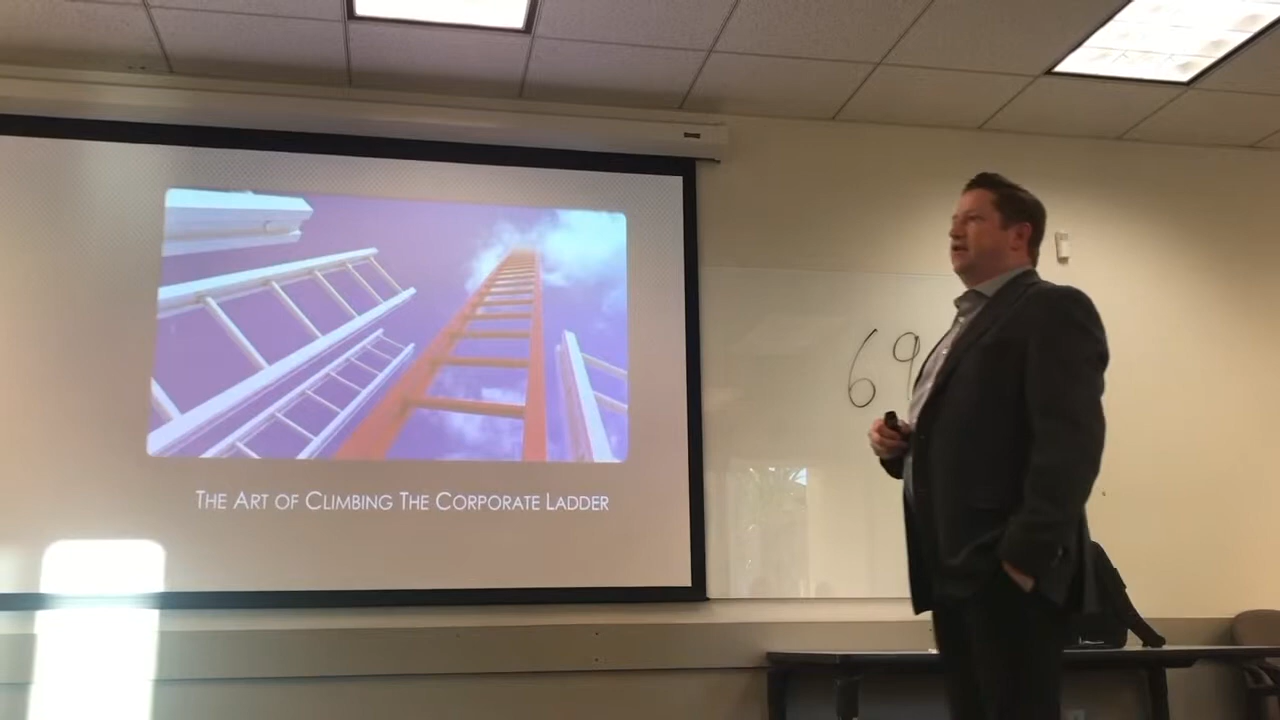 THE ART OF CLIMBING THE CORPORATE LADDER
69